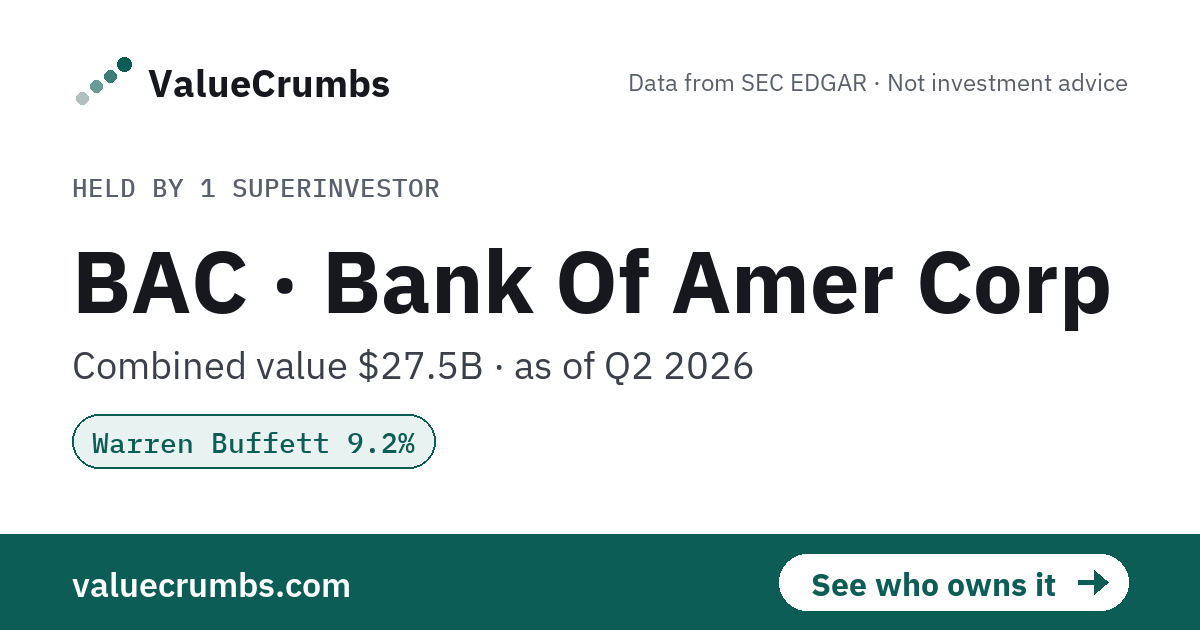 ValueCrumbs
Data from SEC EDGAR · Not investment advice
HELD BY 1 SUPERINVESTOR
BAC · Bank Of Amer Corp
Combined value $27.5B · as of Q2 2026
Warren Buffett 9.2%
valuecrumbs.com
See who owns it →